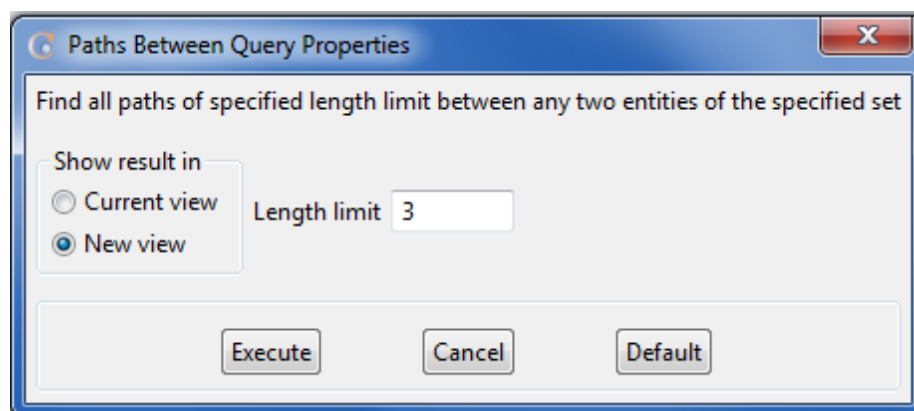 Paths Between Query Properties
Find all paths of specified length limit between any two entities of the specified set
Show result in
Current view
New view
Length limit 3
Execute Cancel Default